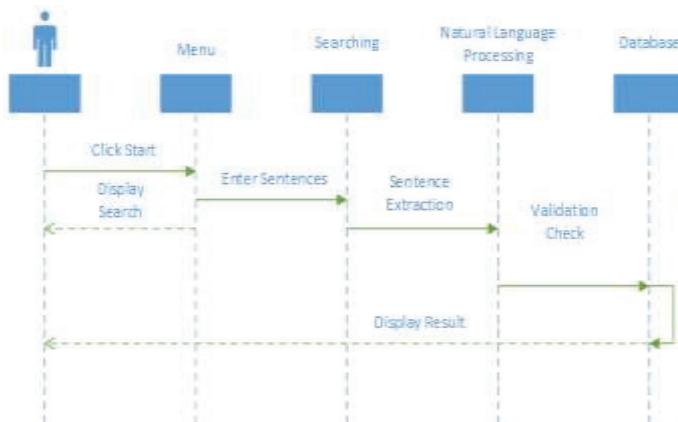 Menu
Searching
Natural Language
Processing
Database
Click Start
Display
Search
Enter Sentences
Sentence
Extraction
Validation
Check
Display Result